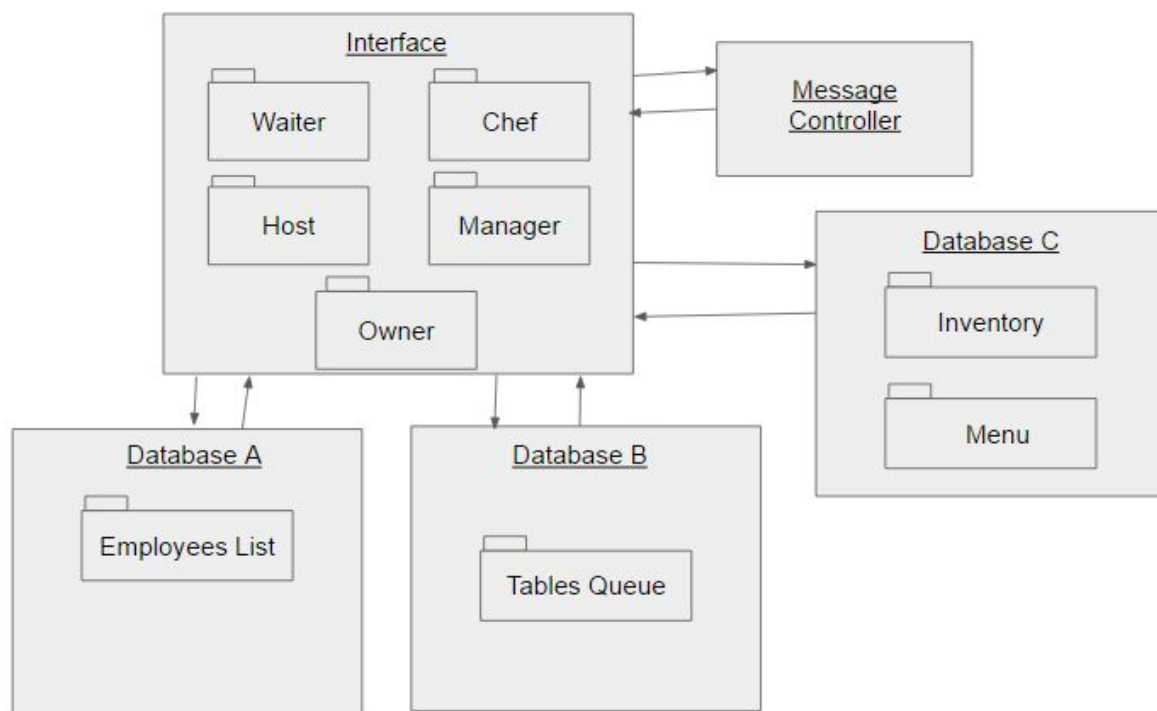 Interface
Waiter
Chef
Host
Manager
Owner
Message
Controller
Database C
Inventory
Menu
Database A
Employees List
Database B
Tables Queue